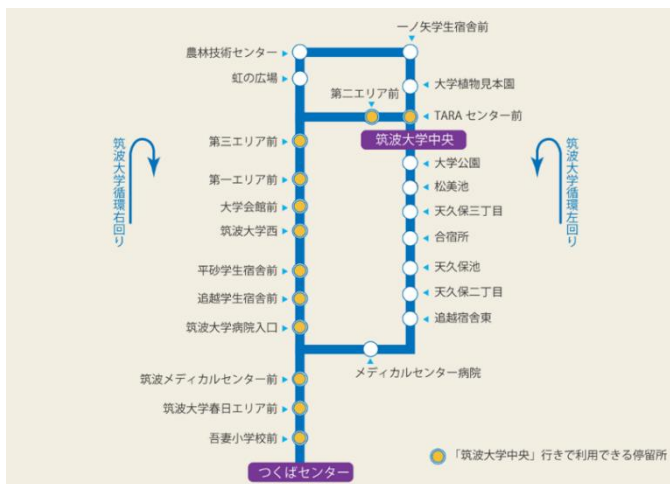 一ノ矢学生宿舎前
農林技術センター
虹の広場
大学植物見本園
第二エリア前
TARA センター前
筑波大学中央
第三エリア前
大学公園
第一エリア前
松美池
大学会館前
天久保三丁目
筑波大学西
合宿所
平砂学生宿舎前
天久保池
追越学生宿舎前
天久保二丁目
筑波大学病院入口
追越宿舎東
メディカルセンター病院
筑波メディカルセンター前
筑波大学春日エリア前
吾妻小学校前
つくばセンター
筑波大学循環右回り
筑波大学循環左回り
「筑波大学中央」行きで利用できる停留所